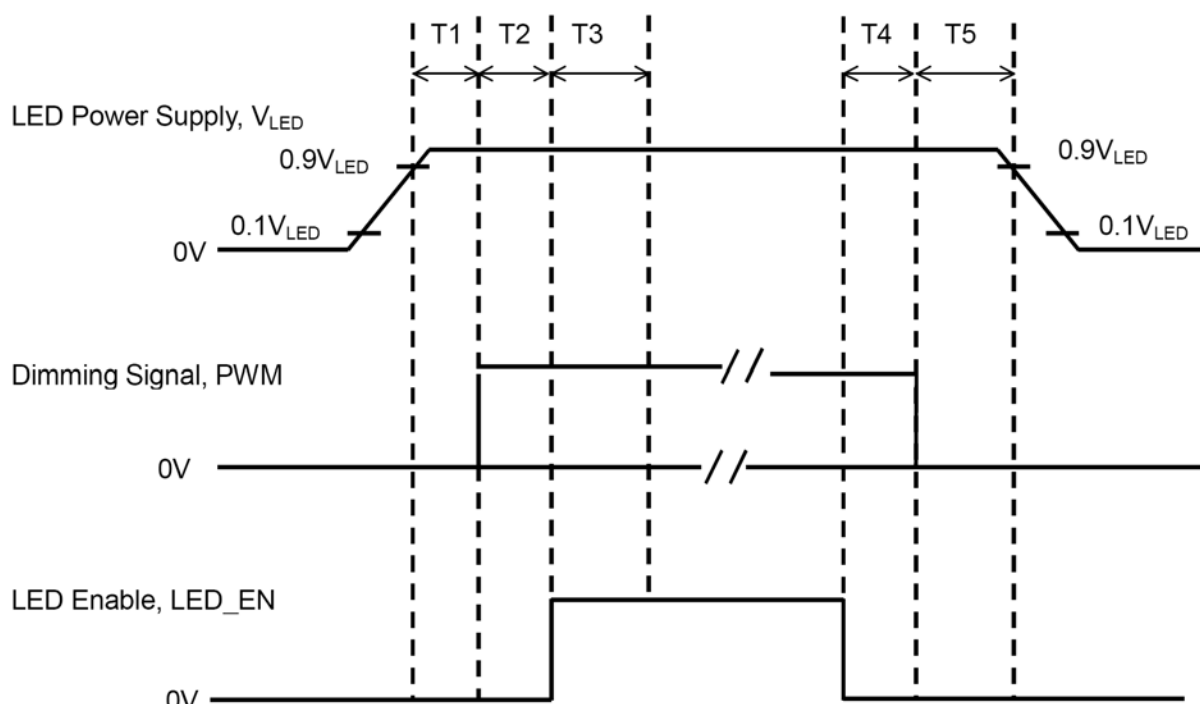 T1 T2 T3 T4 T5
LED Power Supply, VLED
0.9VLED 0.9VLED
0.1VLED 0.1VLED
0V
Dimming Signal, PWM
0V
LED Enable, LED_EN
0V